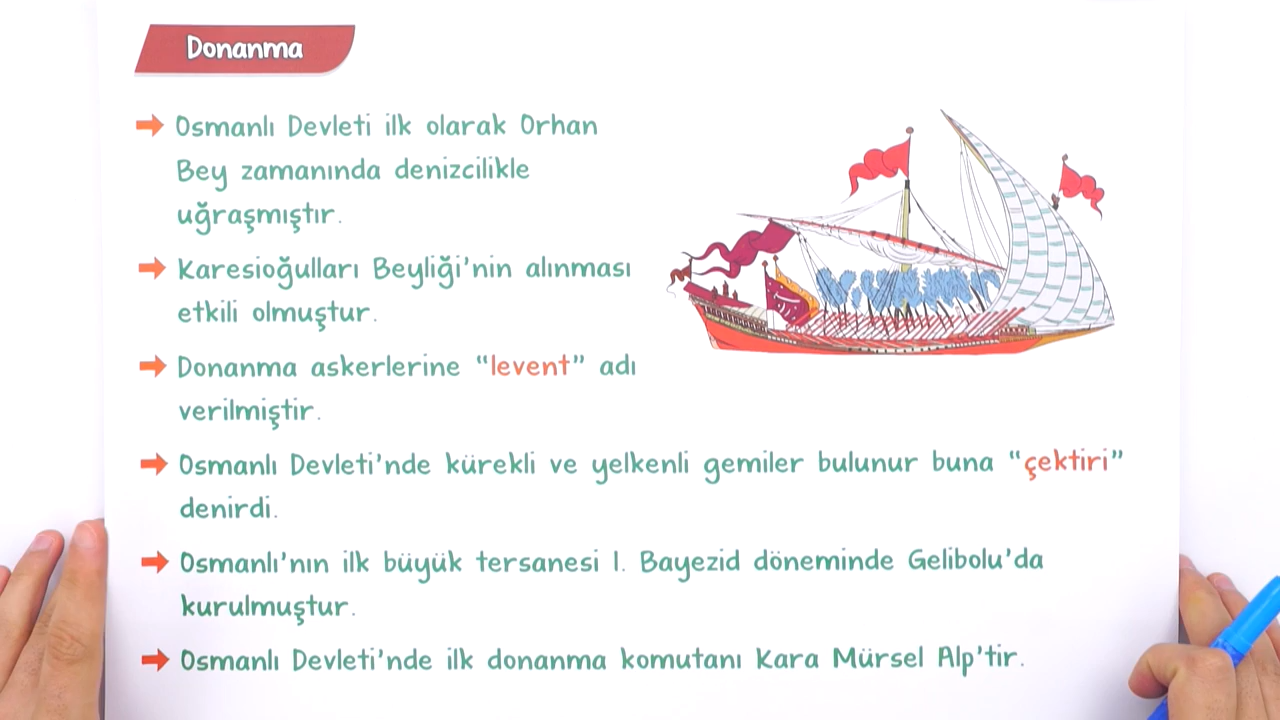 Donanma
Osmanlı Devleti ilk olarak Orhan
Bey zamanında denizcilikle
uğraşmıştır.
Karesioğulları Beyliği'nin alınması
etkili olmuştur.
Donanma askerlerine "levent" adı
verilmiştir.
Osmanlı Devleti'nde kürekli ve yelkenli gemiler bulunur buna "çektiri"
denirdi.
Osmanlı'nın ilk büyük tersanesi I. Bayezid döneminde Gelibolu'da
kurulmuştur.
Osmanlı Devleti'nde ilk donanma komutanı Kara Mürsel Alp'tir.